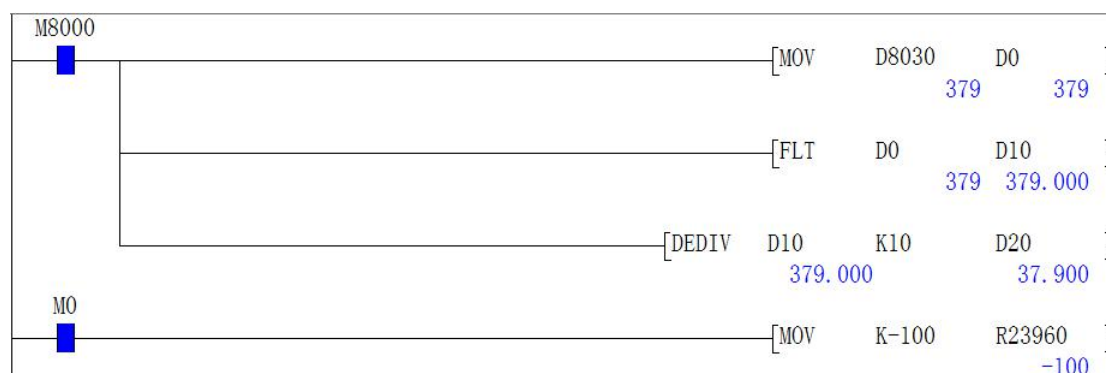 M8000
[MOV D8030 D0
379 379
[FLT D0 D10
379 379.000
[DEDIV D10 K10 D20
379.000 37.900
M0
[MOV K-100 R23960
-100